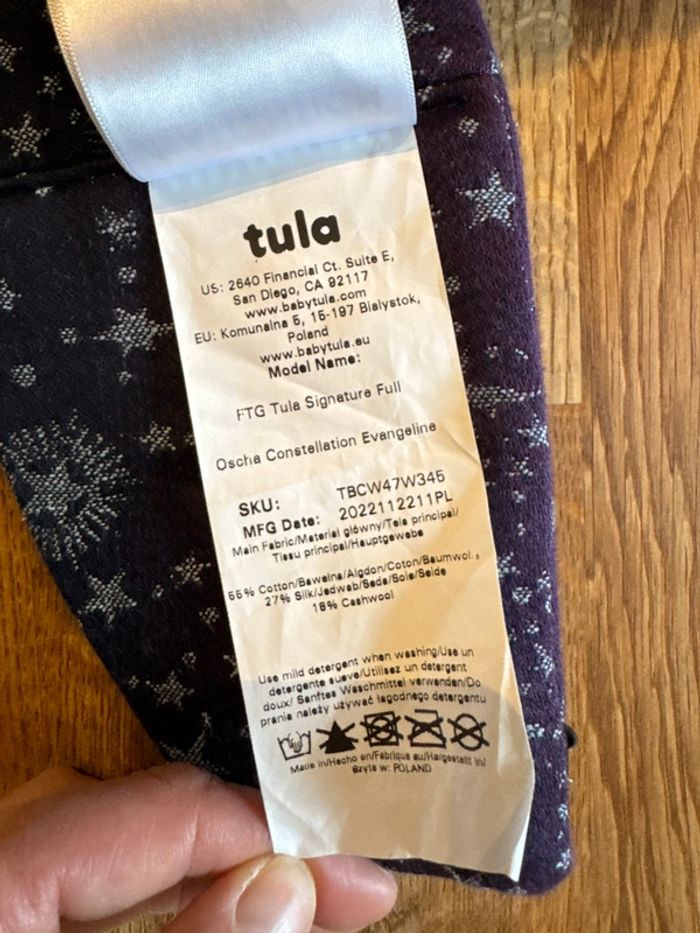 tula
US: 2640 Financial Ct. Suite E,
San Diego, CA 92117
www.babytula.com
EU: Komunalna 5, 15-197 Bialystok,
Poland
www.babytula.eu
Model Name:
FTG Tula Signature Full
Oscha Constellation Evangeline
SKU: TBCW47W345
MFG Date: 2022112211PL
Main Fabric/Materiał główny/Tela principal/
Tissu principal/Hauptgewebe
55% Cotton/Bawełna/Algdon/Coton/Baumwol
27% Silk/Jedwab/Seda/Soie/Seide
18% Cashwool
Use mild detergent when washing/Use un
detergente suave/Utilisez un detergent
doux/ Sanftes Waschmittel verwenden/Do
prania należy używać łagodnego detergentu
Made in/Hecho en/Fabrique au/Hergestellt in/
Szyte w: POLAND